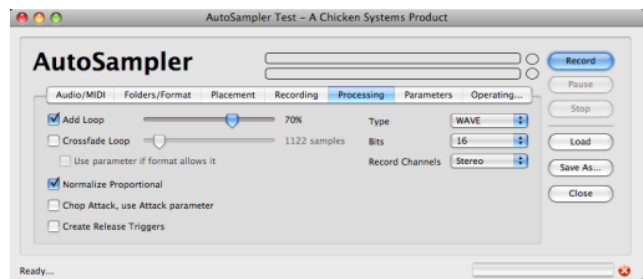 AutoSampler Test - A Chicken Systems Product
AutoSampler
Record
Pause
Stop
Load
Save As...
Close
Audio/MIDI Folders/Format Placement Recording Processing Parameters Operating...
Add Loop 70% Type WAVE
Crossfade Loop 1122 samples Bits 16
Use parameter if format allows it Record Channels Stereo
Normalize Proportional
Chop Attack, use Attack parameter
Create Release Triggers
Ready...